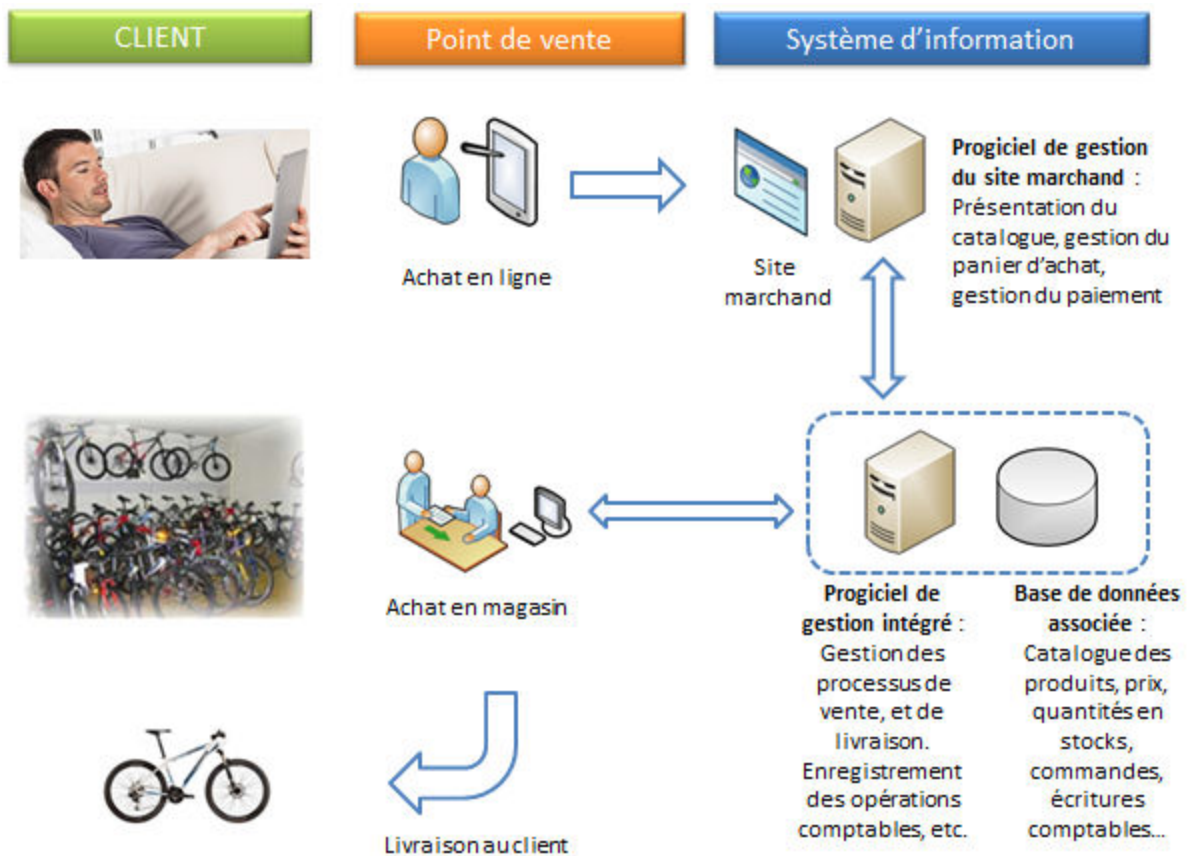 CLIENT
Point de vente
Système d'information
Achat en ligne
Site
marchand
Progiciel de gestion
du site marchand :
Présentation du
catalogue, gestion du
panier d'achat,
gestion du paiement
Achat en magasin
Progiciel de
gestion intégré :
Gestion des
processus de
vente, et de
livraison.
Enregistrement
des opérations
comptables, etc.
Base de données
associée :
Catalogue des
produits, prix,
quantités en
stocks,
commandes,
écritures
comptables...
Livraison au client